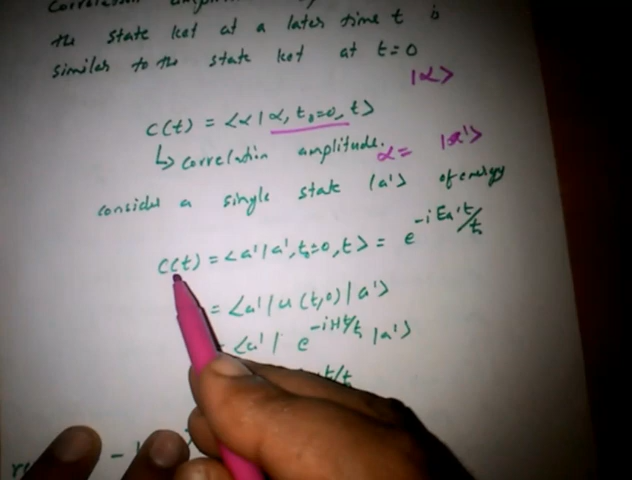 the state ket at a later time t is
similar to the state ket at t=0
|α>
C(t) = <α|α, t₀=0, t>
↳ correlation amplitude.
α = |a'>
consider a single state |a'> of energy
C(t) = <a'|a', t₀=0, t> = e^{-iEa't/ħ}
= <a'|u(t,0)|a'>
= <a'| e^{-iHt/ħ} |a'>
t/ħ